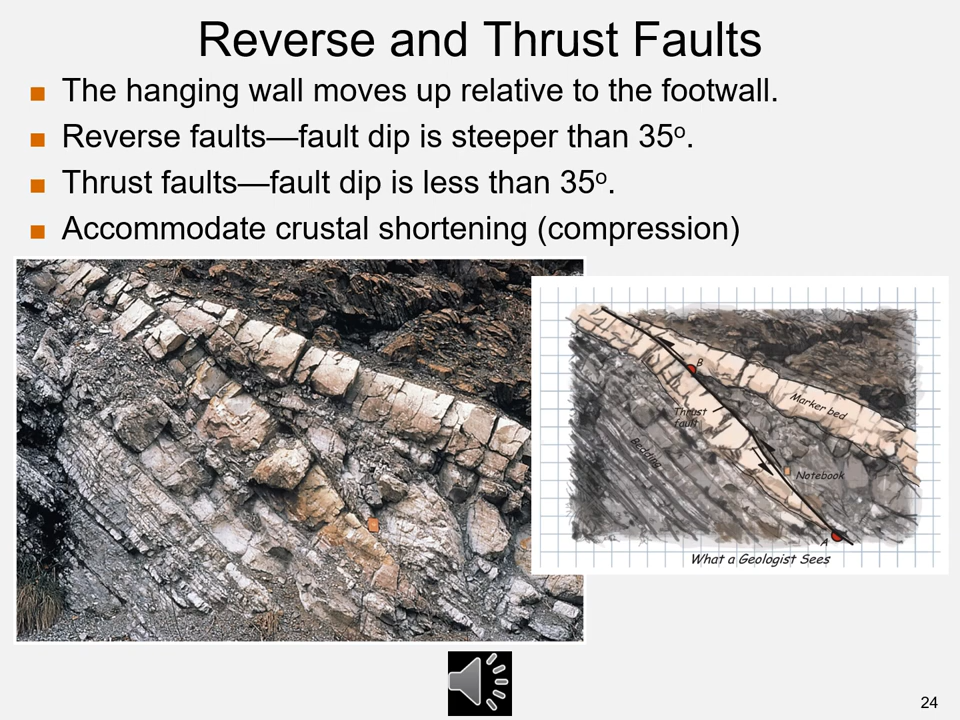 Reverse and Thrust Faults
■ The hanging wall moves up relative to the footwall.
■ Reverse faults—fault dip is steeper than 35º.
■ Thrust faults—fault dip is less than 35º.
■ Accommodate crustal shortening (compression)
B
Marker bed
Thrust
fault
Bedding
Notebook
A
What a Geologist Sees
24